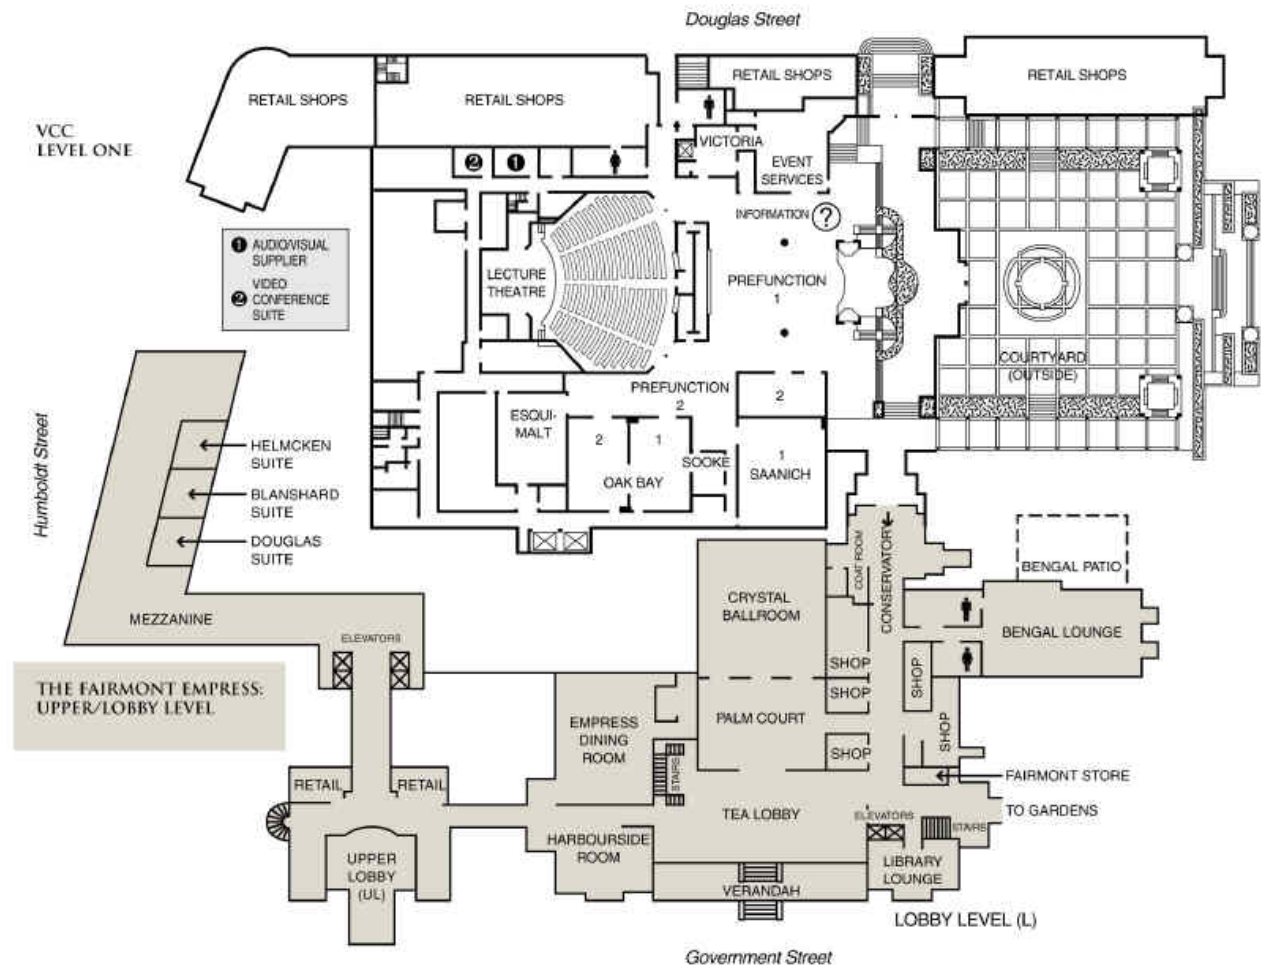 Douglas Street
RETAIL SHOPS
RETAIL SHOPS
RETAIL SHOPS
RETAIL SHOPS
VCC
LEVEL ONE
VICTORIA
2
1
EVENT
SERVICES
INFORMATION
?
1 AUDIO/VISUAL
SUPPLIER
2 VIDEO
CONFERENCE
SUITE
LECTURE
THEATRE
PREFUNCTION
1
COURTYARD
(OUTSIDE)
PREFUNCTION
2
2
ESQUI-
MALT
2
1
OAK BAY
SOOKE
1
SAANICH
Humboldt Street
HELMCKEN
SUITE
BLANSHARD
SUITE
DOUGLAS
SUITE
MEZZANINE
ELEVATORS
THE FAIRMONT EMPRESS:
UPPER/LOBBY LEVEL
COAT ROOM
CONSERVATORY
BENGAL PATIO
CRYSTAL
BALLROOM
BENGAL LOUNGE
SHOP
SHOP
SHOP
SHOP
SHOP
PALM COURT
EMPRESS
DINING
ROOM
STAIRS
FAIRMONT STORE
RETAIL
RETAIL
TEA LOBBY
ELEVATORS
STAIRS
TO GARDENS
HARBOURSIDE
ROOM
UPPER
LOBBY
(UL)
LIBRARY
LOUNGE
VERANDAH
LOBBY LEVEL (L)
Government Street